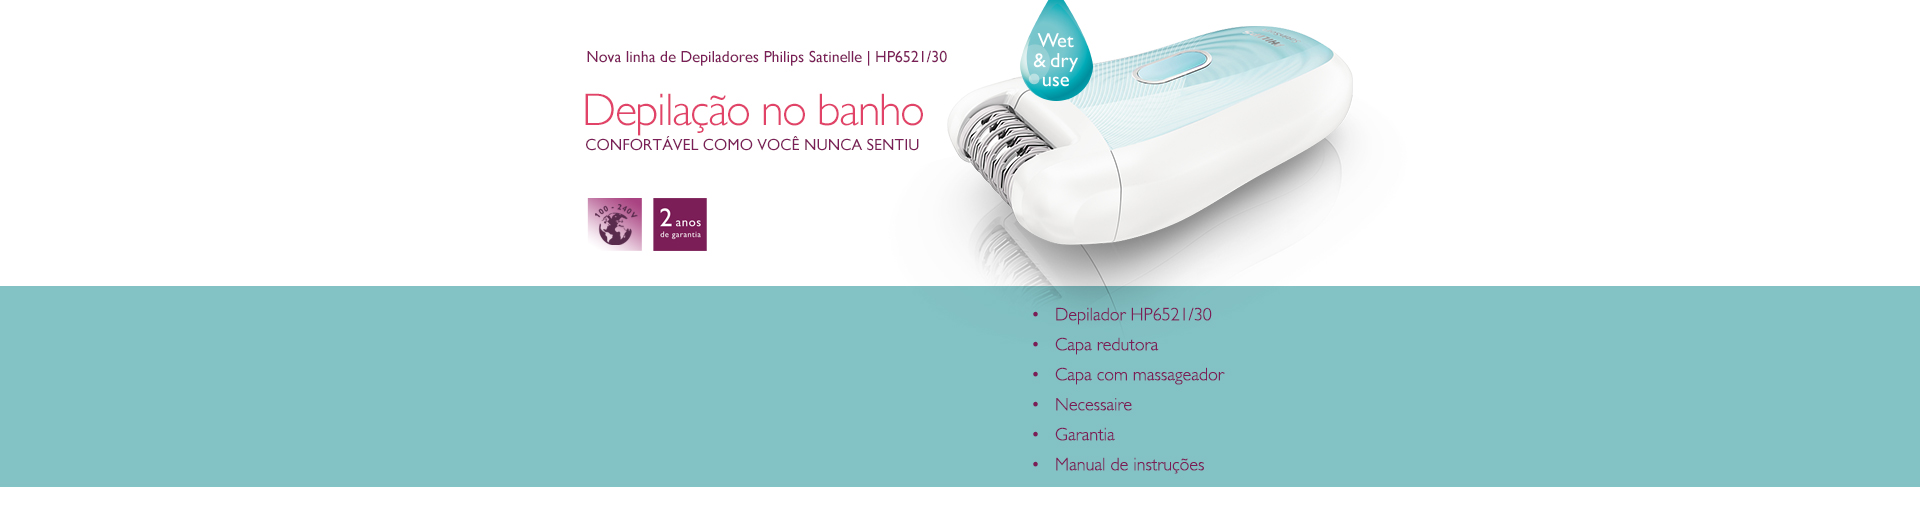 Nova linha de Depiladores Philips Satinelle | HP6521/30
Depilação no banho
CONFORTÁVEL COMO VOCÊ NUNCA SENTIU
Wet
& dry
use
100 - 240V
2 anos
de garantia
• Depilador HP6521/30
• Capa redutora
• Capa com massageador
• Necessaire
• Garantia
• Manual de instruções